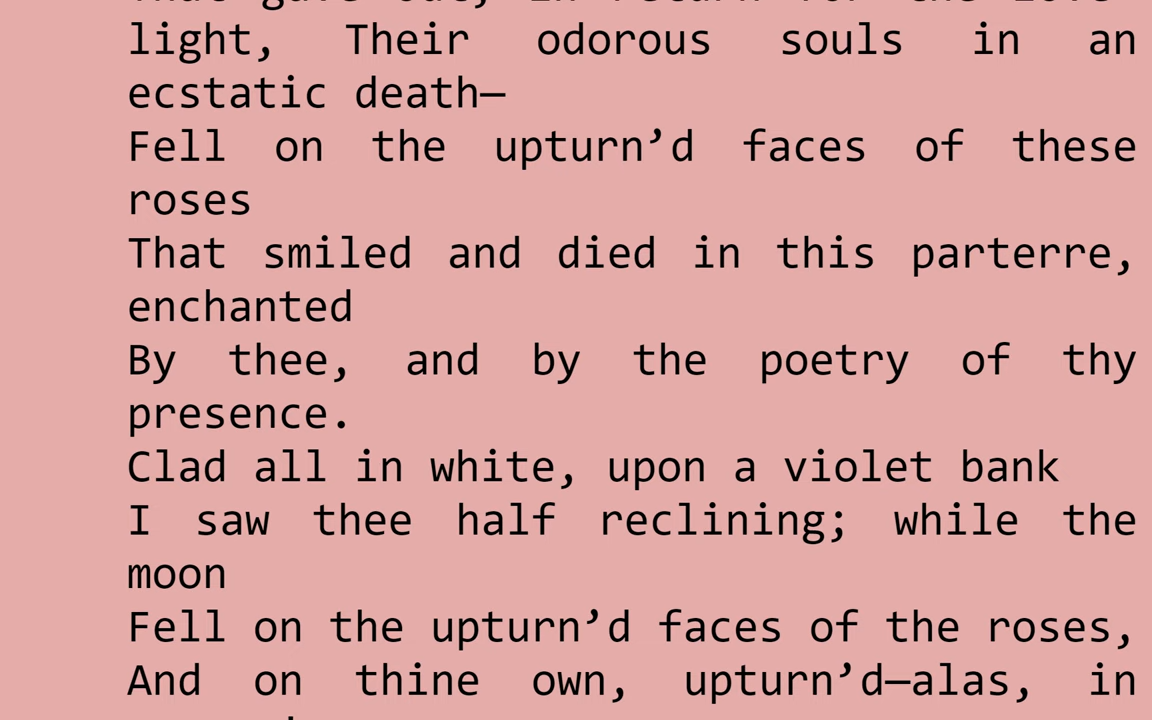 light, Their odorous souls in an
ecstatic death—
Fell on the upturn’d faces of these
roses
That smiled and died in this parterre,
enchanted
By thee, and by the poetry of thy
presence.
Clad all in white, upon a violet bank
I saw thee half reclining; while the
moon
Fell on the upturn’d faces of the roses,
And on thine own, upturn’d—alas, in